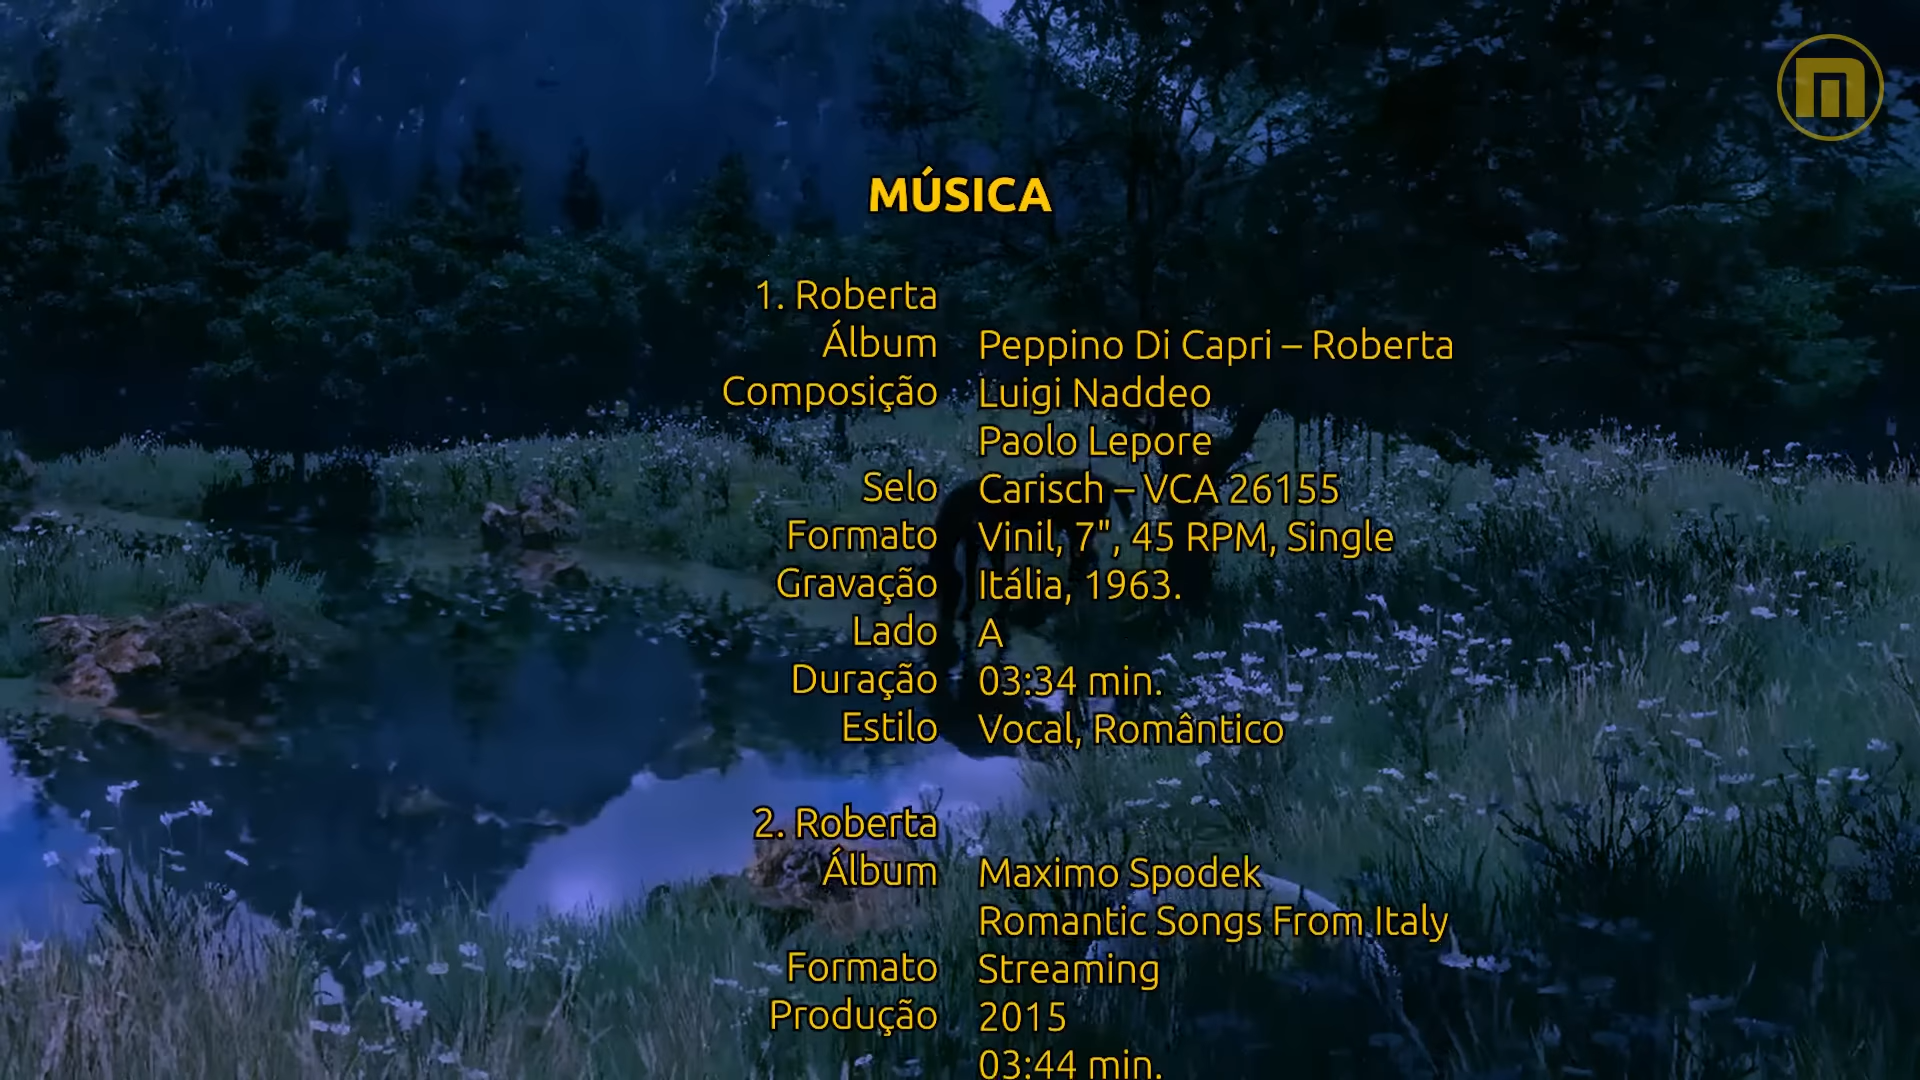 MÚSICA
1. Roberta
Álbum Peppino Di Capri – Roberta
Composição Luigi Naddeo
Paolo Lepore
Selo Carisch – VCA 26155
Formato Vinil, 7", 45 RPM, Single
Gravação Itália, 1963.
Lado A
Duração 03:34 min.
Estilo Vocal, Romântico
2. Roberta
Álbum Maximo Spodek
Romantic Songs From Italy
Formato Streaming
Produção 2015
03:44 min.